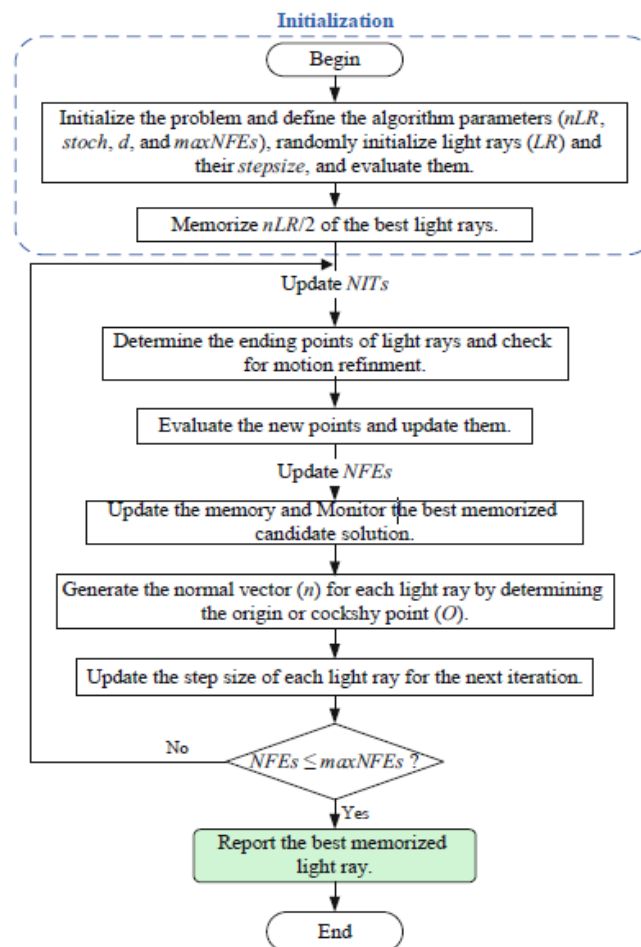 Initialization
Begin
Initialize the problem and define the algorithm parameters (nLR,
stoch, d, and maxNFEs), randomly initialize light rays (LR) and
their stepsize, and evaluate them.
Memorize nLR/2 of the best light rays.
Update NITs
Determine the ending points of light rays and check
for motion refinment.
Evaluate the new points and update them.
Update NFEs
Update the memory and Monitor the best memorized
candidate solution.
Generate the normal vector (n) for each light ray by determining
the origin or cockshy point (O).
Update the step size of each light ray for the next iteration.
No
NFEs ≤ maxNFEs ?
Yes
Report the best memorized
light ray.
End